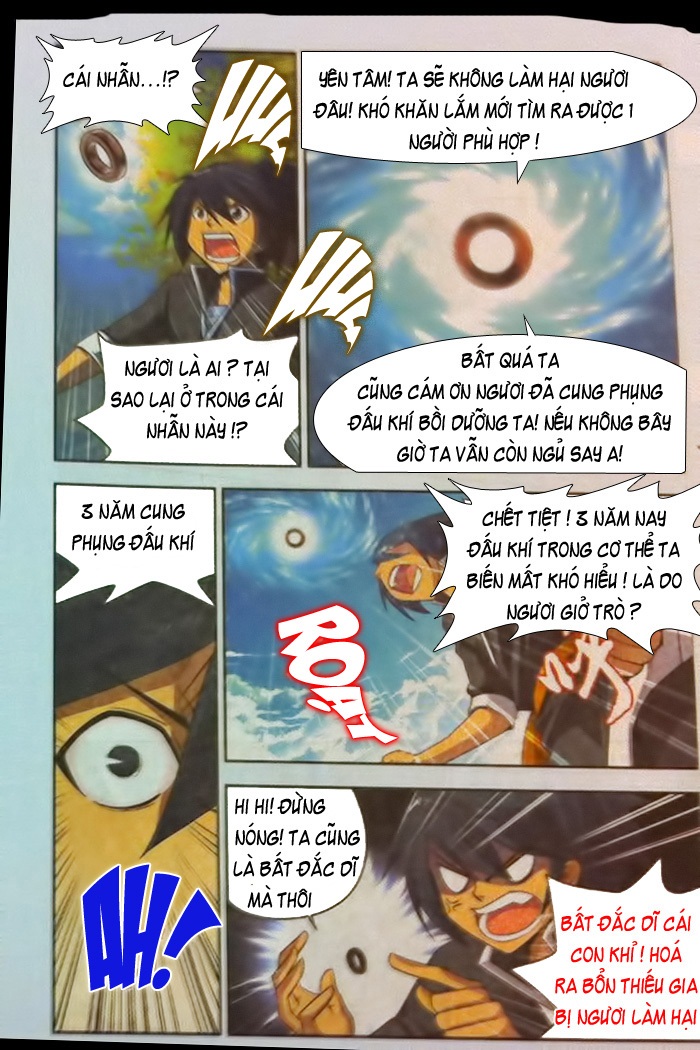 CÁI NHẪN...!?
VHU..
YÊN TÂM! TA SẼ KHÔNG LÀM HẠI NGƯƠI
ĐÂU! KHÓ KHĂN LẮM MỚI TÌM RA ĐƯỢC 1
NGƯỜI PHÙ HỢP !
VHU..
NGƯƠI LÀ AI ? TẠI
SAO LẠI Ở TRONG CÁI
NHẪN NÀY !?
BẤT QUÁ TA
CŨNG CÁM ƠN NGƯƠI ĐÃ CUNG PHỤNG
ĐẤU KHÍ BỒI DƯỠNG TA! NẾU KHÔNG BÂY
GIỜ TA VẪN CÒN NGỦ SAY A!
3 NĂM CUNG
PHỤNG ĐẤU KHÍ
CHẾT TIỆT ! 3 NĂM NAY
ĐẤU KHÍ TRONG CƠ THỂ TA
BIẾN MẤT KHÓ HIỂU ! LÀ DO
NGƯƠI GIỞ TRÒ ?
ROẠT
AH!
HI HI! ĐỪNG
NÓNG! TA CŨNG
LÀ BẤT ĐẮC DĨ
MÀ THÔI
BẤT ĐẮC DĨ CÁI
CON KHỈ ! HOÁ
RA BỔN THIẾU GIA
BỊ NGƯƠI LÀM HẠI